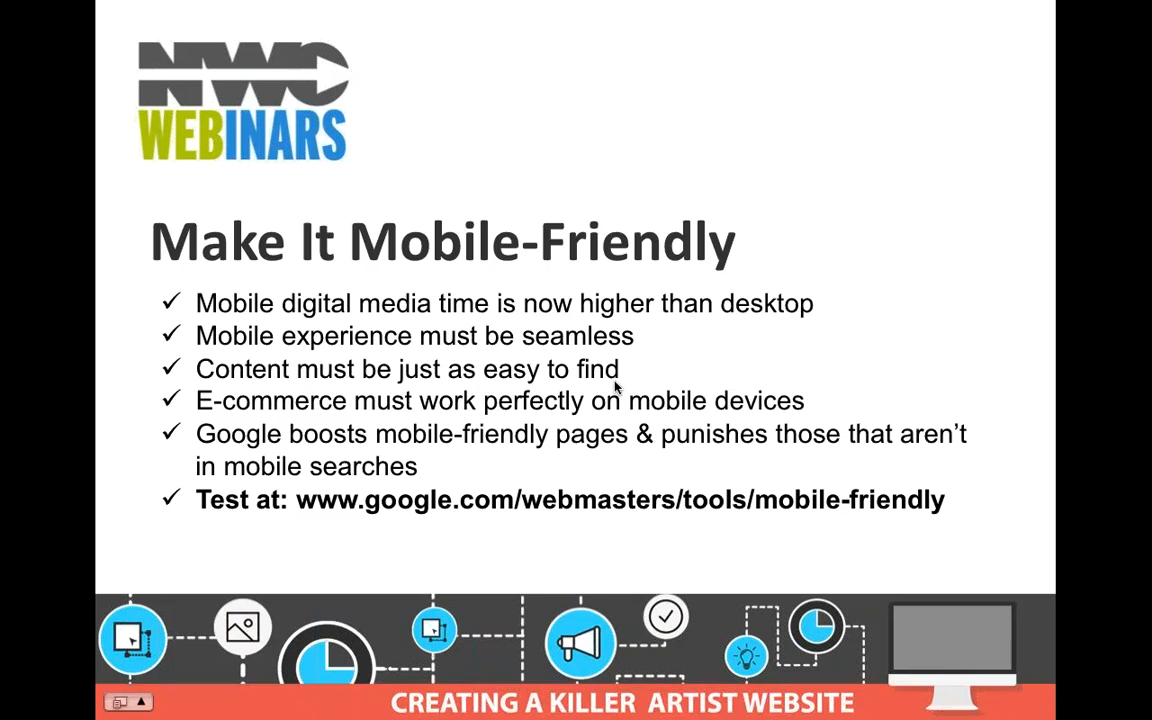 NWC
WEBINARS
Make It Mobile-Friendly
✓ Mobile digital media time is now higher than desktop
✓ Mobile experience must be seamless
✓ Content must be just as easy to find
✓ E-commerce must work perfectly on mobile devices
✓ Google boosts mobile-friendly pages & punishes those that aren’t
in mobile searches
✓ Test at: www.google.com/webmasters/tools/mobile-friendly
CREATING A KILLER ARTIST WEBSITE